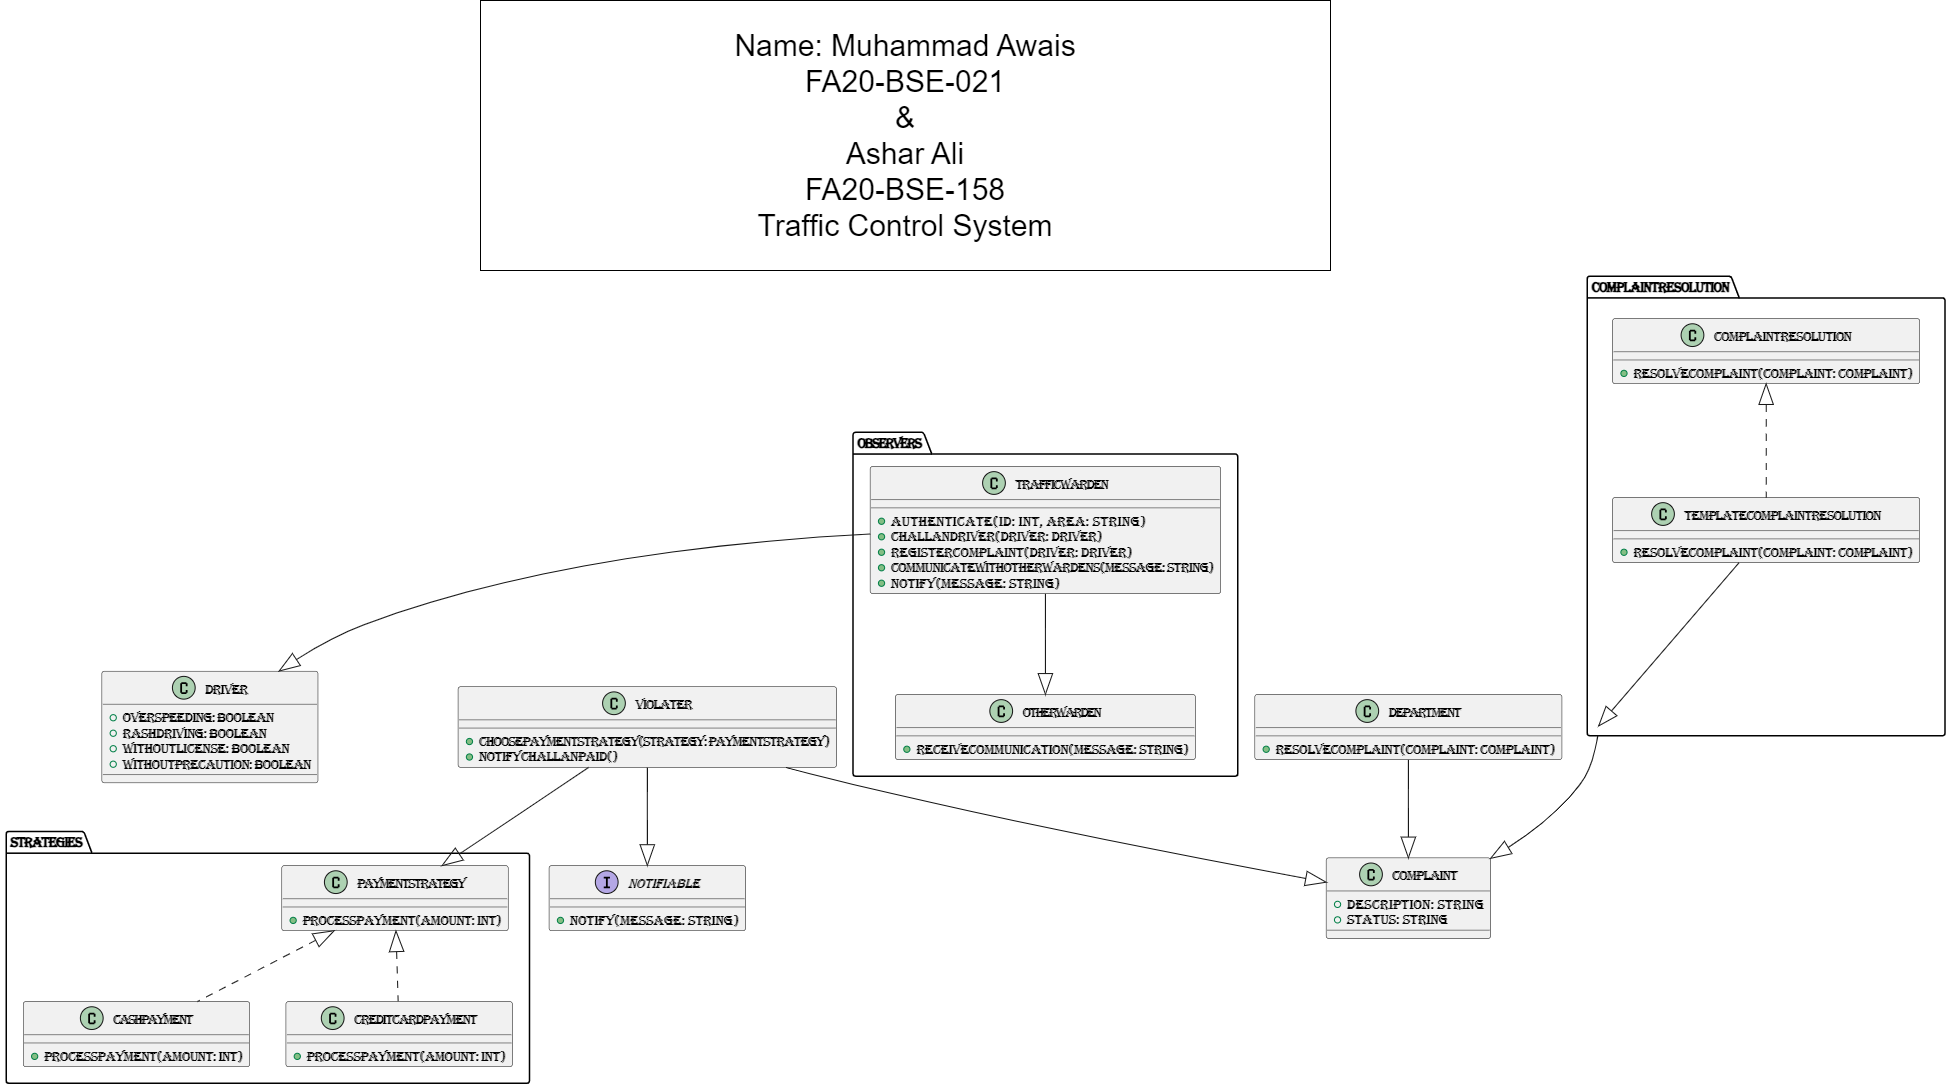 Name: Muhammad Awais
FA20-BSE-021
&
Ashar Ali
FA20-BSE-158
Traffic Control System
COMPLAINTRESOLUTION
C COMPLAINTRESOLUTION
RESOLVECOMPLAINT(COMPLAINT: COMPLAINT)
C TEMPLATECOMPLAINTRESOLUTION
RESOLVECOMPLAINT(COMPLAINT: COMPLAINT)
OBSERVERS
C TRAFFICWARDEN
AUTHENTICATE(ID: INT, AREA: STRING)
CHALLANDRIVER(DRIVER: DRIVER)
REGISTERCOMPLAINT(DRIVER: DRIVER)
COMMUNICATEWITHOTHERWARDENS(MESSAGE: STRING)
NOTIFY(MESSAGE: STRING)
C OTHERWARDEN
RECEIVECOMMUNICATION(MESSAGE: STRING)
C DRIVER
OVERSPEEDING: BOOLEAN
RASHDRIVING: BOOLEAN
WITHOUTLICENSE: BOOLEAN
WITHOUTPRECAUTION: BOOLEAN
C VIOLATER
CHOOSEPAYMENTSTRATEGY(STRATEGY: PAYMENTSTRATEGY)
NOTIFYCHALLANPAID()
C DEPARTMENT
RESOLVECOMPLAINT(COMPLAINT: COMPLAINT)
STRATEGIES
C PAYMENTSTRATEGY
PROCESSPAYMENT(AMOUNT: INT)
I NOTIFIABLE
NOTIFY(MESSAGE: STRING)
C COMPLAINT
DESCRIPTION: STRING
STATUS: STRING
C CASHPAYMENT
PROCESSPAYMENT(AMOUNT: INT)
C CREDITCARDPAYMENT
PROCESSPAYMENT(AMOUNT: INT)